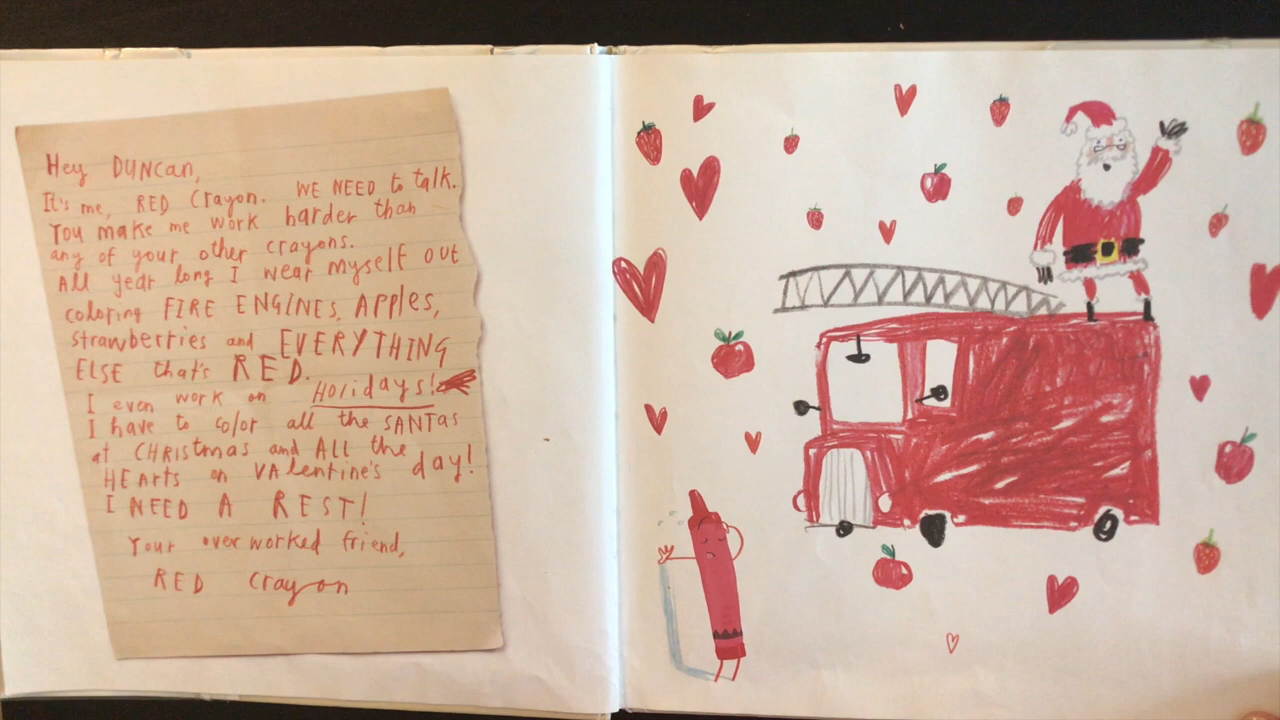 Hey DUNCan,
It's me, RED Crayon. WE NEED to talk.
You make me work harder than
any of your other crayons.
All year long I wear myself out
coloring FIRE ENGINES, Apples,
strawberries and EVERYTHING
ELSE that's RED.
I even work on Holidays!
I have to color all the SANTAs
at CHRistmas and ALL the
HEArts on VAlentine's day!
I NEED A REST!
Your overworked friend,
RED Crayon